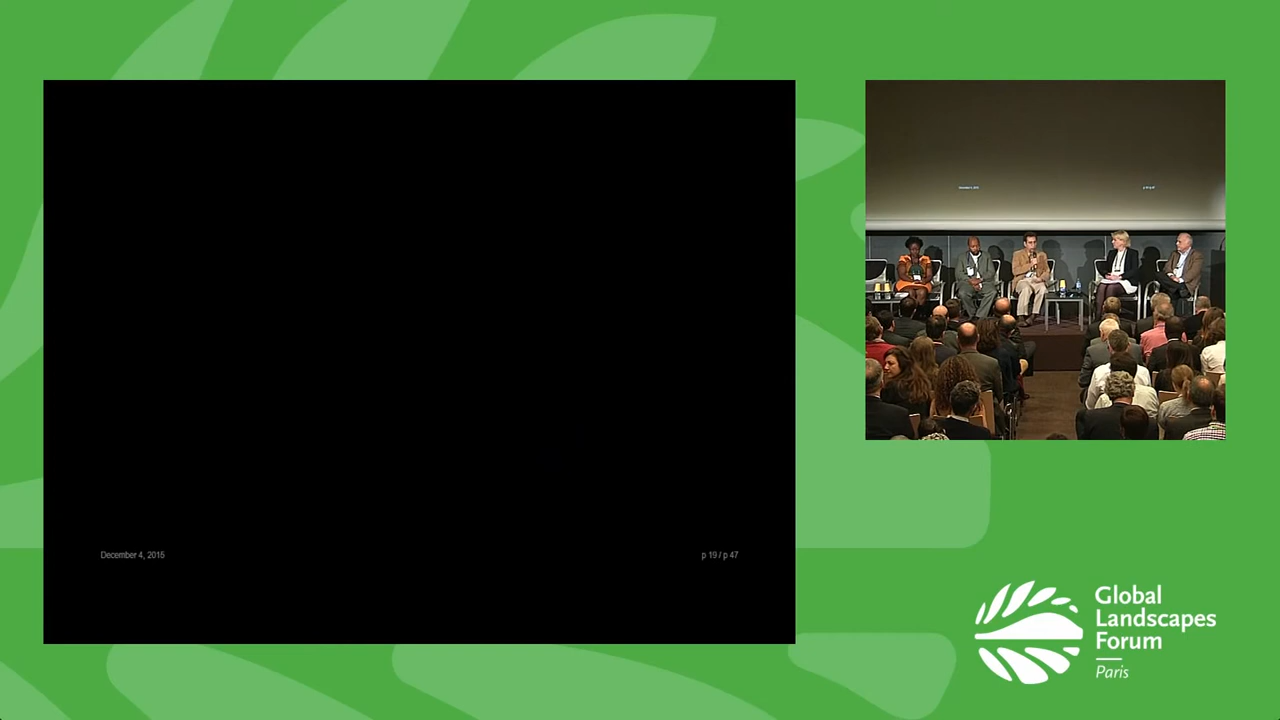 December 4, 2015
p 19 / p 47
Global
Landscapes
Forum
Paris